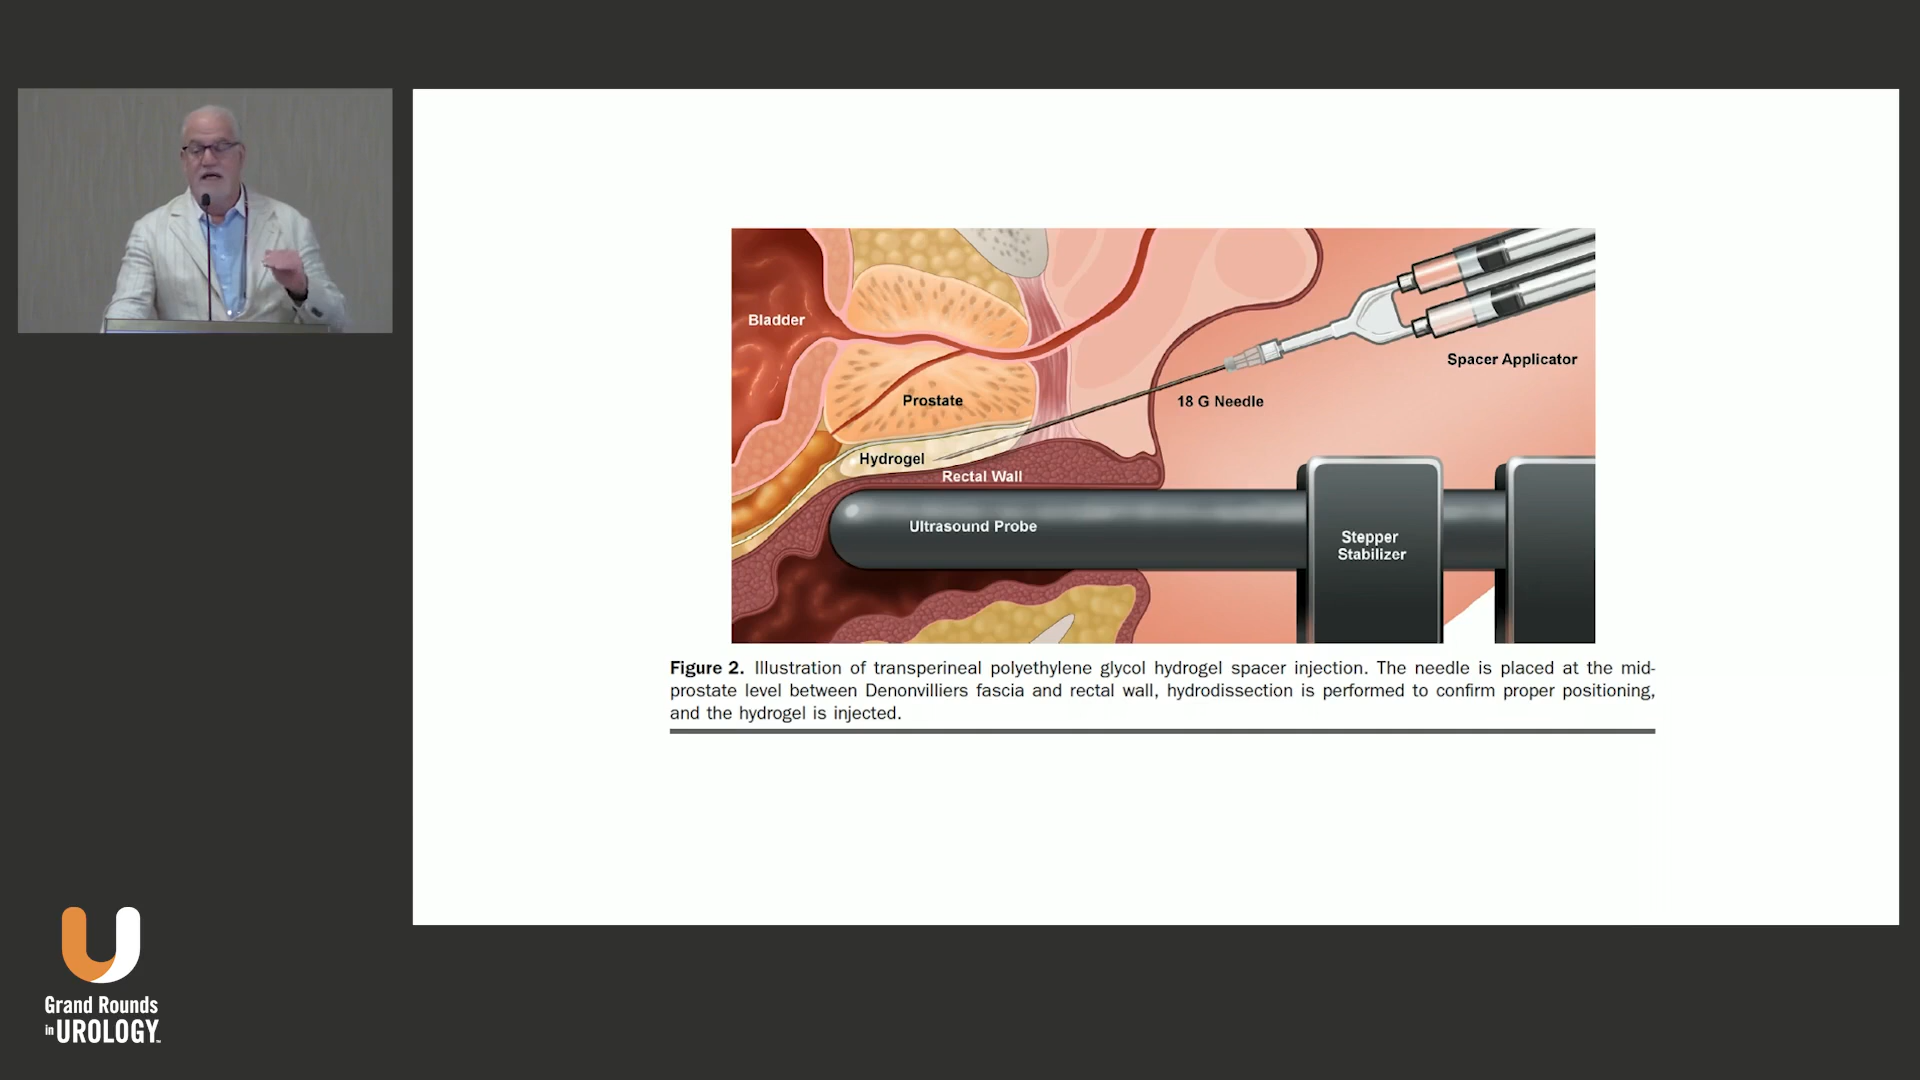 Bladder
Prostate
Hydrogel
Rectal Wall
Ultrasound Probe
18 G Needle
Spacer Applicator
Stepper
Stabilizer
Figure 2. Illustration of transperineal polyethylene glycol hydrogel spacer injection. The needle is placed at the mid-
prostate level between Denonvilliers fascia and rectal wall, hydrodissection is performed to confirm proper positioning,
and the hydrogel is injected.
Grand Rounds
in UROLOGY™